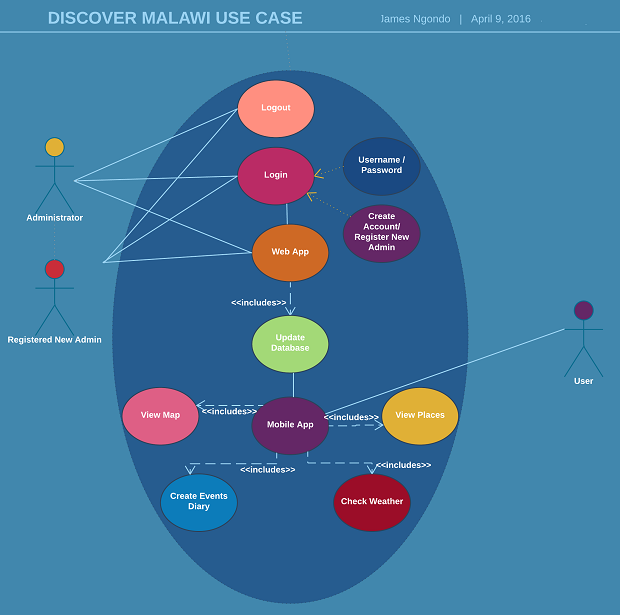 DISCOVER MALAWI USE CASE
James Ngondo | April 9, 2016
Logout
Login
Username /
Password
Create
Account/
Register New
Admin
Administrator
Web App
<<includes>>
Registered New Admin
Update
Database
User
View Map
<<includes>>
Mobile App
<<includes>>
View Places
<<includes>>
<<includes>>
Create Events
Diary
Check Weather